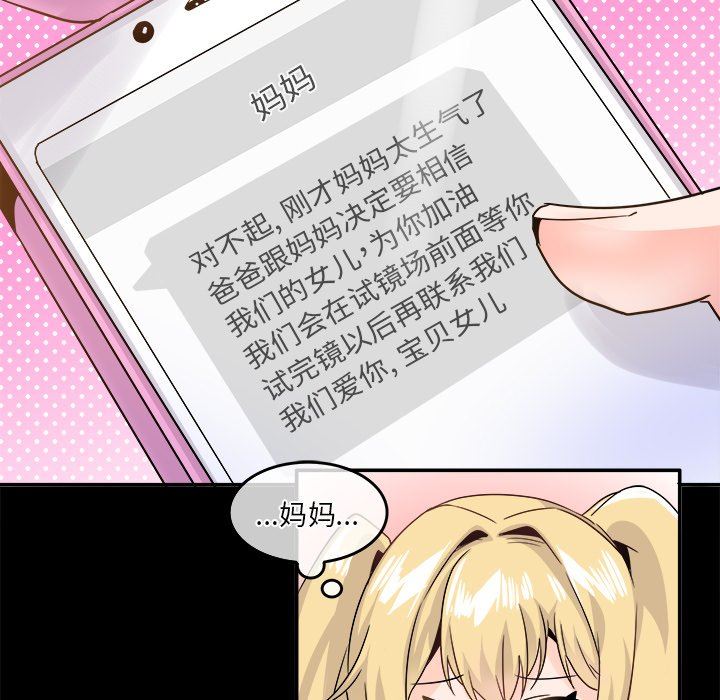 妈妈
对不起，刚才妈妈太生气了
爸爸跟妈妈决定要相信
我们的女儿，为你加油
我们会在试镜场前面等你
试完镜以后再联系我们
我们爱你，宝贝女儿
...妈妈...